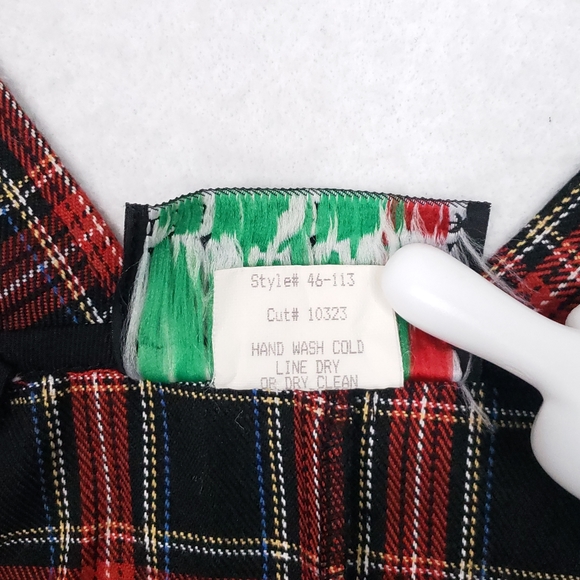 Style# 46-113
Cut# 10323
HAND WASH COLD
LINE DRY
OR DRY CLEAN